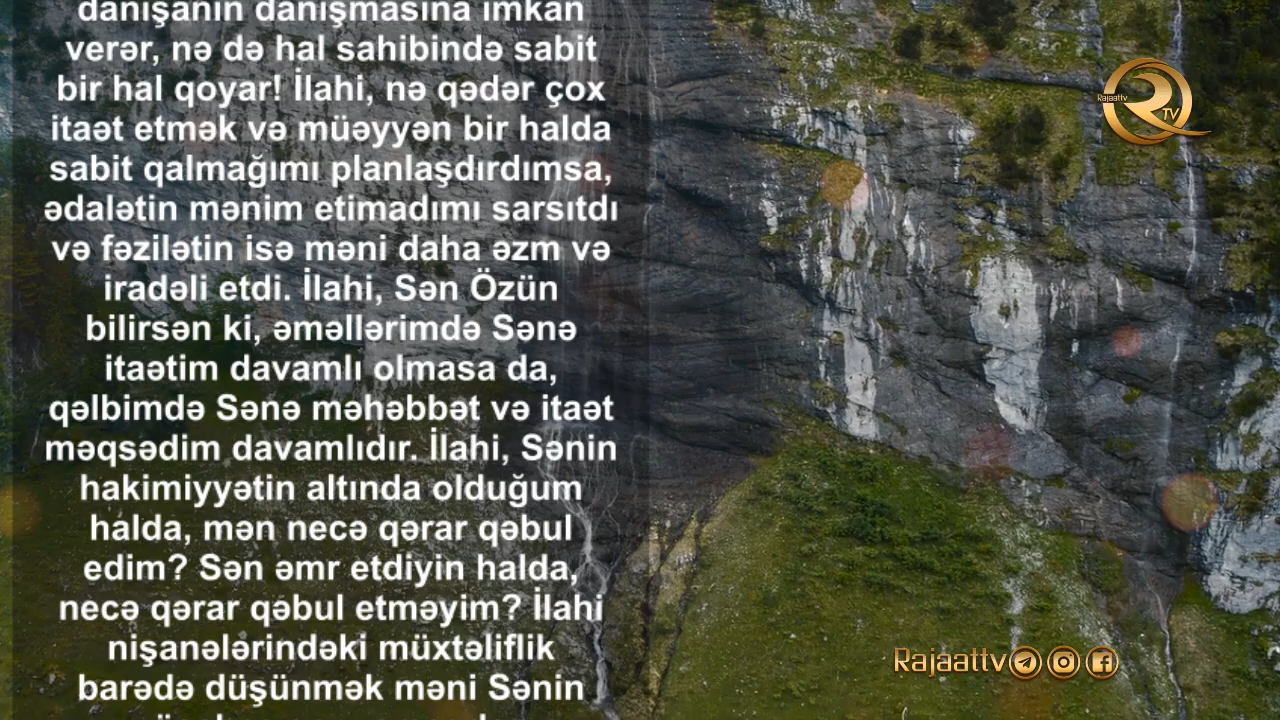 danışanın danışmasına imkan
verər, nə də hal sahibində sabit
bir hal qoyar! İlahi, nə qədər çox
itaət etmək və müəyyən bir halda
sabit qalmağımı planlaşdırdımsa,
ədalətin mənim etimadımı sarsıtdı
və fəzilətin isə məni daha əzm və
iradəli etdi. İlahi, Sən Özün
bilirsən ki, əməllərimdə Sənə
itaətim davamlı olmasa da,
qəlbimdə Sənə məhəbbət və itaət
məqsədim davamlıdır. İlahi, Sənin
hakimiyyətin altında olduğum
halda, mən necə qərar qəbul
edim? Sən əmr etdiyin halda,
necə qərar qəbul etməyim? İlahi
nişanələrindəki müxtəliflik
barədə düşünmək məni Sənin
Rajaattv
TV
Rajaattv